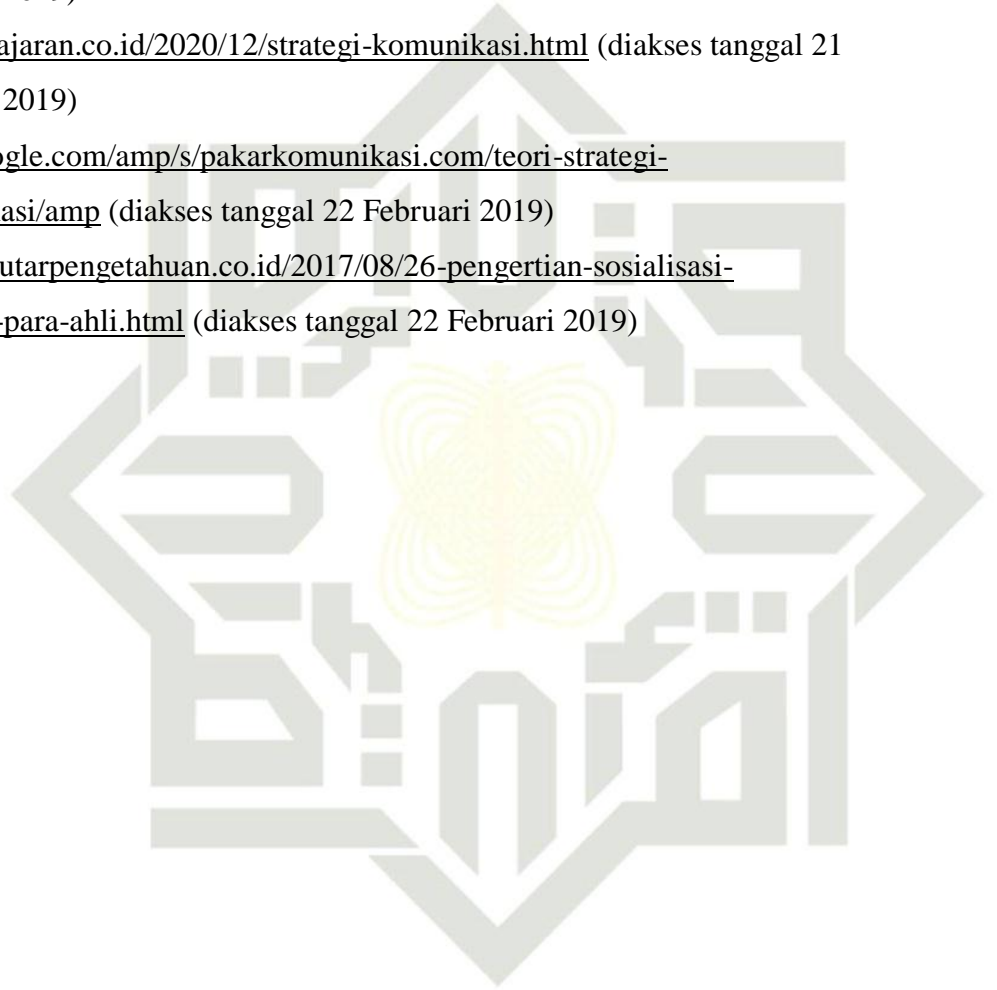 ajaran.co.id/2020/12/strategi-komunikasi.html (diakses tanggal 21
2019)
ogle.com/amp/s/pakarkomunikasi.com/teori-strategi-
asi/amp (diakses tanggal 22 Februari 2019)
utarpengetahuan.co.id/2017/08/26-pengertian-sosialisasi-
-para-ahli.html (diakses tanggal 22 Februari 2019)